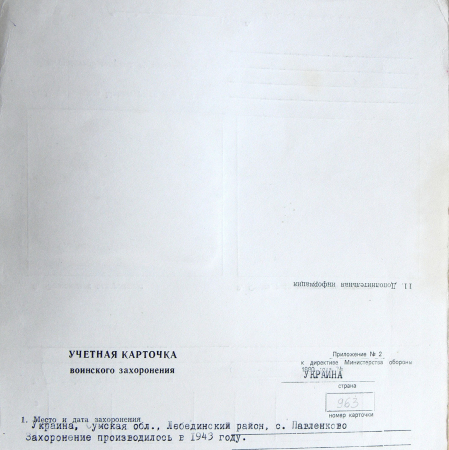 11. Дополнительная информация
УЧЕТНАЯ КАРТОЧКА
воинского захоронения
Приложение № 2
к директиве Министерства обороны
1990
УКРАИНА
страна
963
номер карточки
1. Место и дата захоронения
Украина, Сумская обл., Лебединский район, с. Павленково
Захоронение производилось в 1943 году.